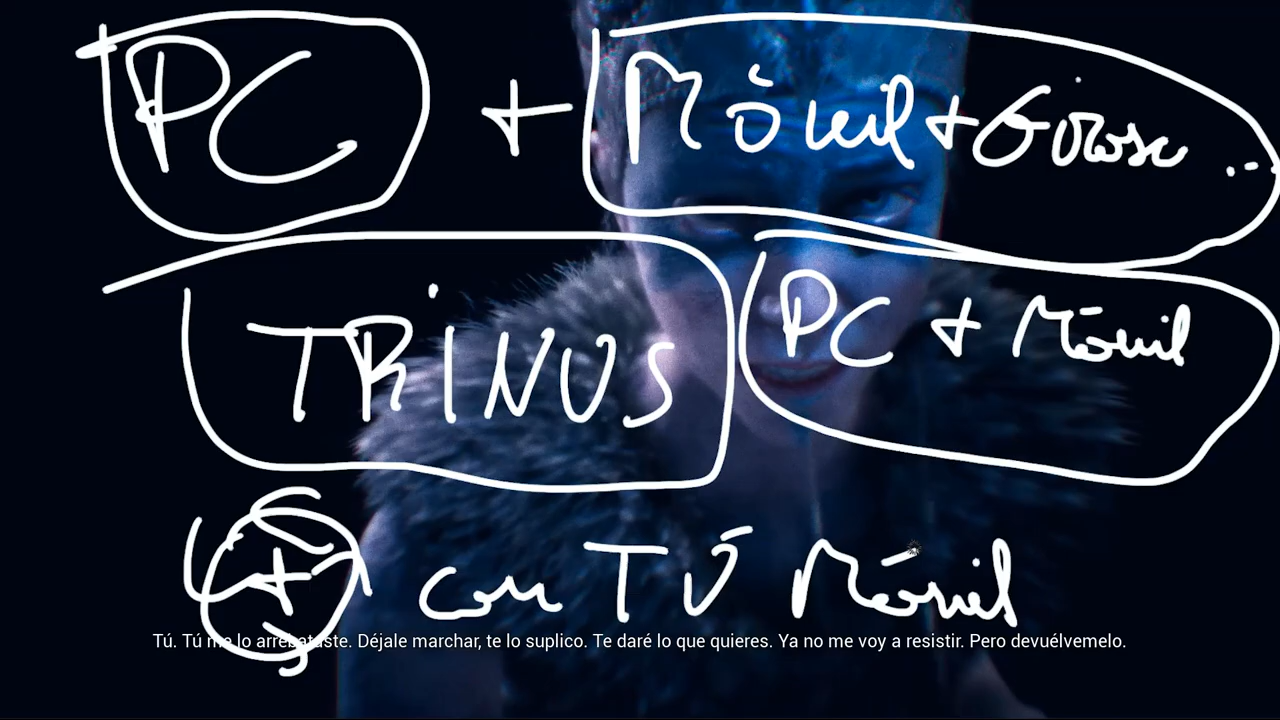 PC + Móvil + Girosc...
TRINUS PC + Móvil
+ con TÚ Móvil
Tú. Tú me lo arrebataste. Déjale marchar, te lo suplico. Te daré lo que quieres. Ya no me voy a resistir. Pero devuélvemelo.